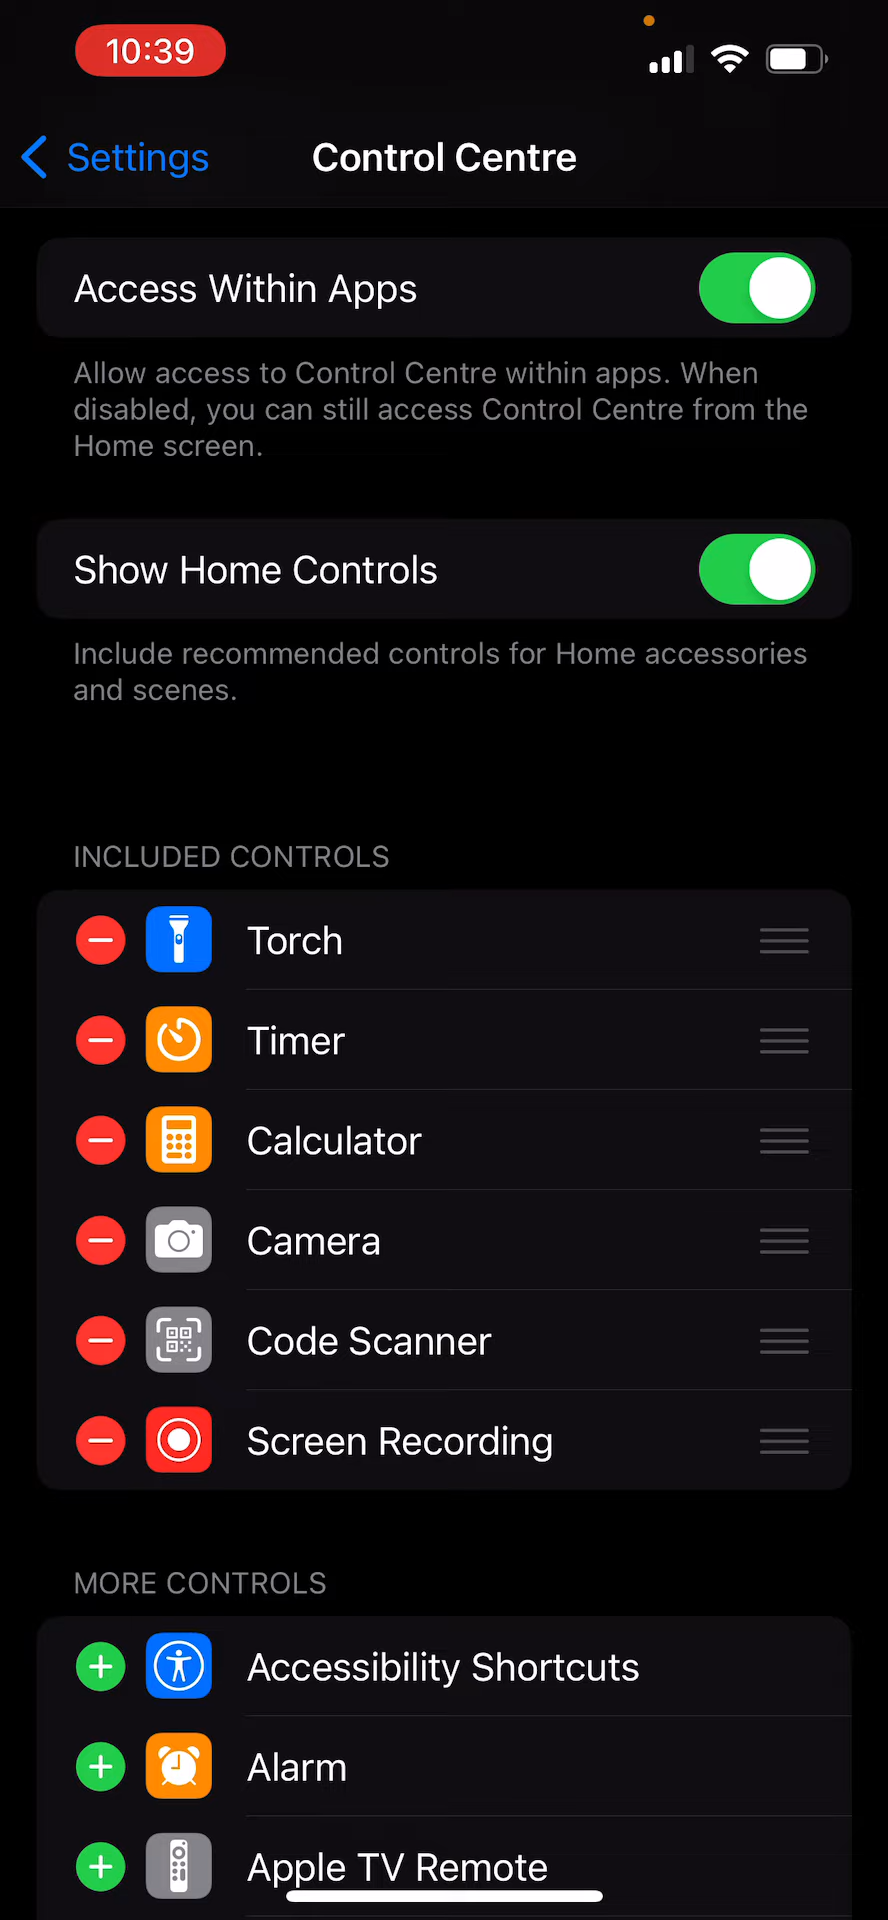 10:39
Settings
Control Centre
Access Within Apps
Allow access to Control Centre within apps. When
disabled, you can still access Control Centre from the
Home screen.
Show Home Controls
Include recommended controls for Home accessories
and scenes.
INCLUDED CONTROLS
Torch
Timer
Calculator
Camera
Code Scanner
Screen Recording
MORE CONTROLS
Accessibility Shortcuts
Alarm
Apple TV Remote